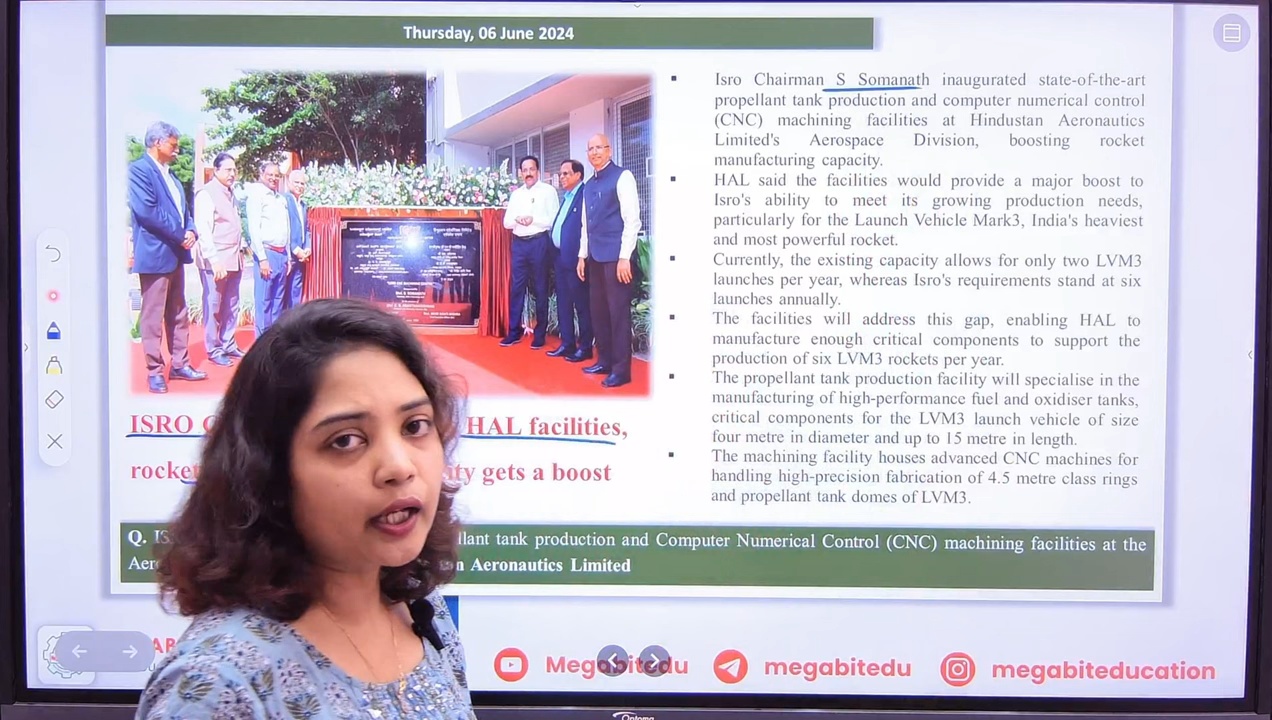 Thursday, 06 June 2024
Isro Chairman S Somanath inaugurated state-of-the-art
propellant tank production and computer numerical control
(CNC) machining facilities at Hindustan Aeronautics
Limited's Aerospace Division, boosting rocket
manufacturing capacity.
HAL said the facilities would provide a major boost to
Isro's ability to meet its growing production needs,
particularly for the Launch Vehicle Mark3, India's heaviest
and most powerful rocket.
Currently, the existing capacity allows for only two LVM3
launches per year, whereas Isro's requirements stand at six
launches annually.
The facilities will address this gap, enabling HAL to
manufacture enough critical components to support the
production of six LVM3 rockets per year.
The propellant tank production facility will specialise in the
manufacturing of high-performance fuel and oxidiser tanks,
critical components for the LVM3 launch vehicle of size
four metre in diameter and up to 15 metre in length.
The machining facility houses advanced CNC machines for
handling high-precision fabrication of 4.5 metre class rings
and propellant tank domes of LVM3.
ISRO HAL facilities,
gets a boost
Q. tank production and Computer Numerical Control (CNC) machining facilities at the
Aeronautics Limited
megabitedu
megabiteducation
Optoma